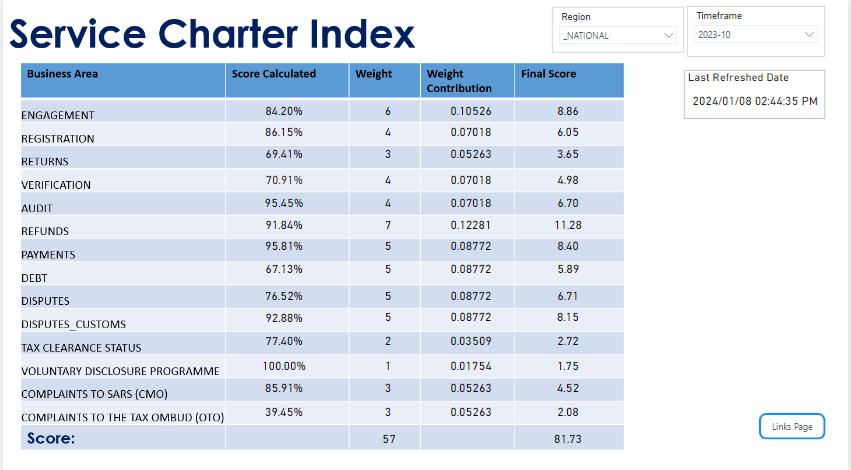 Service Charter Index
Region
_NATIONAL
Timeframe
2023-10
Last Refreshed Date
2024/01/08 02:44:35 PM
Business Area Score Calculated Weight Weight Contribution Final Score
ENGAGEMENT 84.20% 6 0.10526 8.86
REGISTRATION 86.15% 4 0.07018 6.05
RETURNS 69.41% 3 0.05263 3.65
VERIFICATION 70.91% 4 0.07018 4.98
AUDIT 95.45% 4 0.07018 6.70
REFUNDS 91.84% 7 0.12281 11.28
PAYMENTS 95.81% 5 0.08772 8.40
DEBT 67.13% 5 0.08772 5.89
DISPUTES 76.52% 5 0.08772 6.71
DISPUTES_CUSTOMS 92.88% 5 0.08772 8.15
TAX CLEARANCE STATUS 77.40% 2 0.03509 2.72
VOLUNTARY DISCLOSURE PROGRAMME 100.00% 1 0.01754 1.75
COMPLAINTS TO SARS (CMO) 85.91% 3 0.05263 4.52
COMPLAINTS TO THE TAX OMBUD (OTO) 39.45% 3 0.05263 2.08
Score: 57 81.73
Links Page